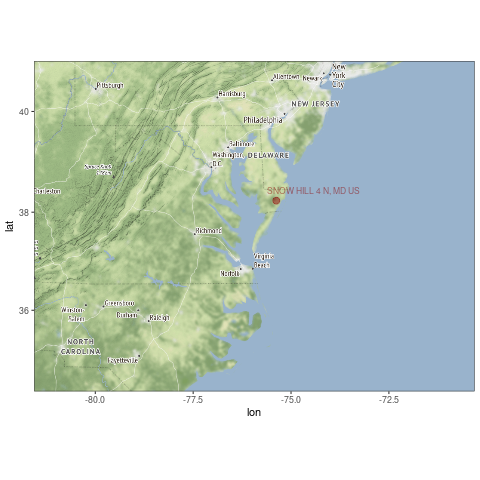 New
York
City
Allentown
Newark
Pittsburgh
Harrisburg
NEW JERSEY
40
Philadelphia
Baltimore
Washington,
D.C.
DELAWARE
SNOW HILL 4 N, MD US
38
lat
Richmond
Virginia
Beach
Norfolk
36
Greensboro
Winston-
Salem
Durham
Raleigh
NORTH
CAROLINA
Fayetteville
-80.0
-77.5
-75.0
-72.5
lon